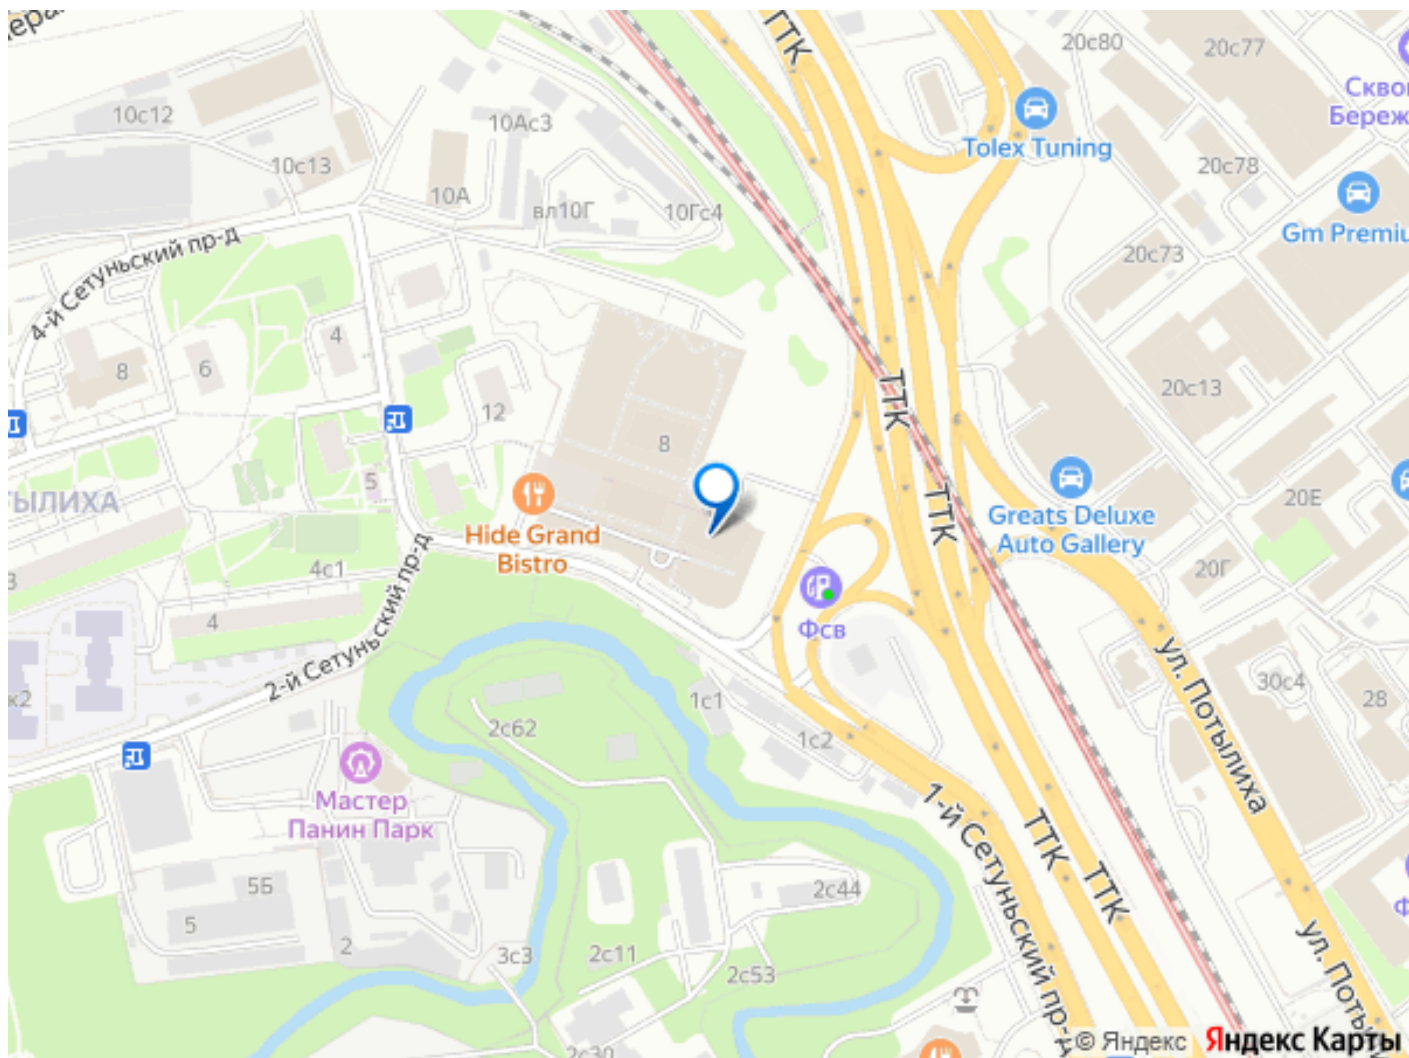 ТТК
20с80
20с77
10с12
10Ас3
Tolex Tuning
10с13
20с78
10А
вл10Г
10Гс4
Gm Premiu
4-й Сетуньский пр-д
20с73
4
8
6
ТТК
20с13
12
8
ЫЛИХА
5
Hide Grand
Bistro
ТТК
Greats Deluxe
Auto Gallery
20Е
4с1
20Г
4
Фсв
2-й Сетуньский пр-д
ул. Потылиха
к2
1с1
30с4
28
2с62
1с2
Мастер
Панин Парк
1-й Сетуньский пр-д
ТТК
ТТК
5Б
2с44
5
2
3с3
2с11
2с53
ул. Потыл
2с30
© Яндекс
Яндекс Карты